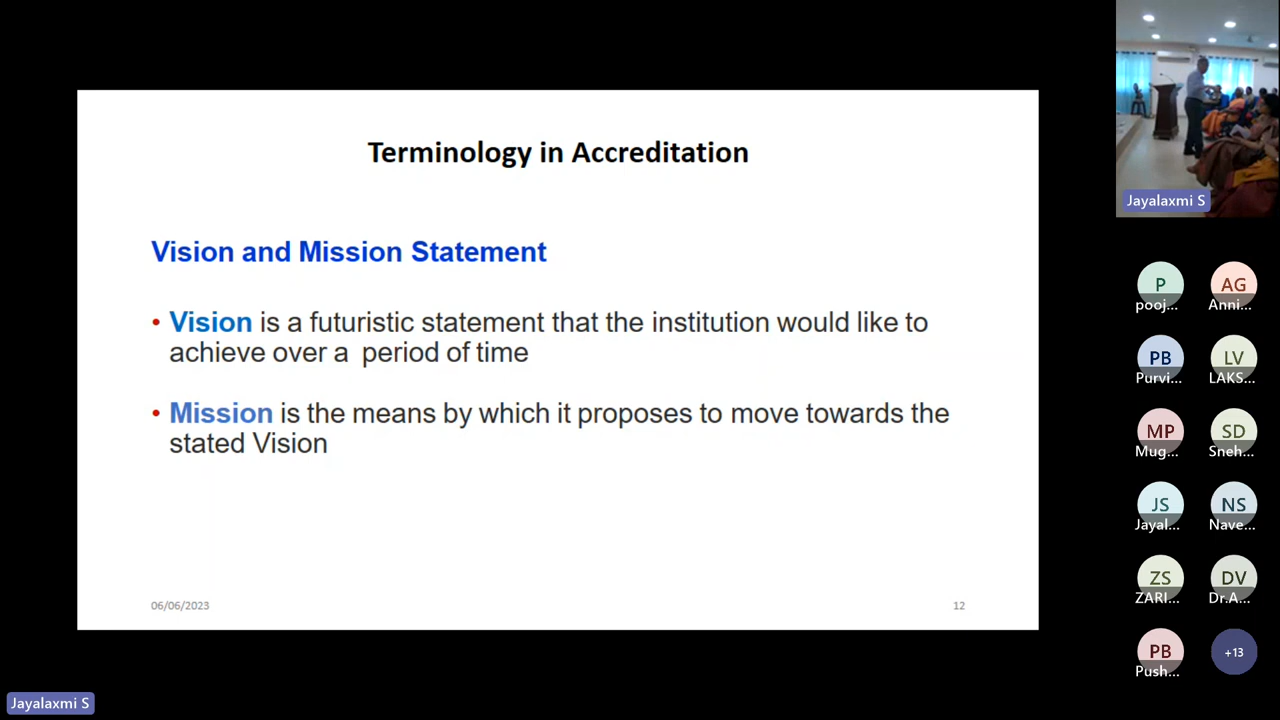 Terminology in Accreditation
Vision and Mission Statement
• Vision is a futuristic statement that the institution would like to
achieve over a  period of time
• Mission is the means by which it proposes to move towards the
stated Vision
06/06/2023
12
Jayalaxmi S
P
AG
pooj...
Anni...
PB
LV
Purvi...
LAKS...
MP
SD
Mug...
Sneh...
JS
NS
Jayal...
Nave...
ZS
DV
ZARI...
Dr.A...
PB
+13
Push...
Jayalaxmi S